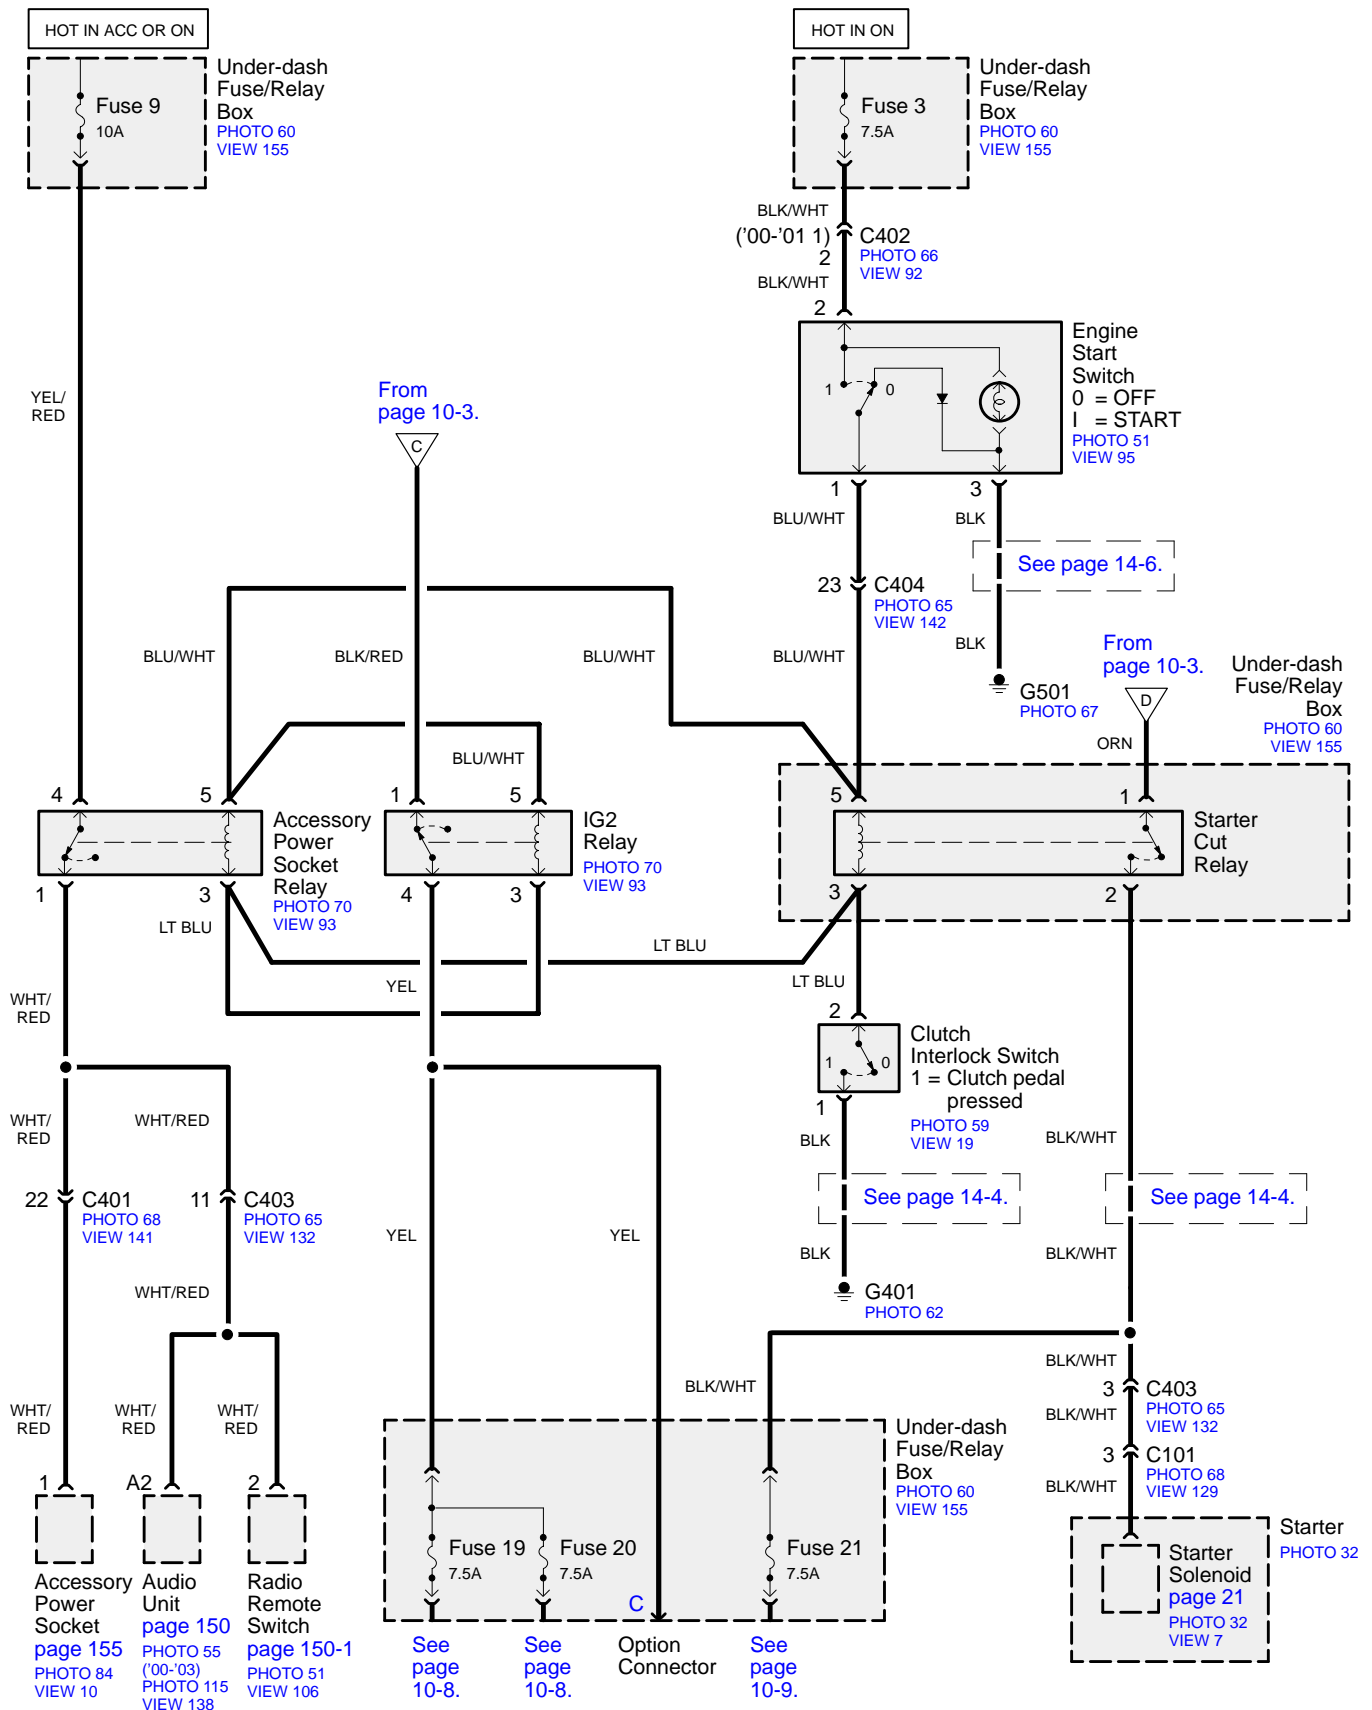 HOT IN ACC OR ON
HOT IN ON
Fuse 9
10A
Under-dash
Fuse/Relay
Box
PHOTO 60
VIEW 155
Fuse 3
7.5A
Under-dash
Fuse/Relay
Box
PHOTO 60
VIEW 155
BLK/WHT
('00-'01 1)
2
C402
PHOTO 66
VIEW 92
BLK/WHT
2
1
0
Engine
Start
Switch
0 = OFF
I = START
PHOTO 51
VIEW 95
YEL/
RED
From
page 10-3.
C
1
3
BLU/WHT
BLK
See page 14-6.
23
C404
PHOTO 65
VIEW 142
BLU/WHT
BLK/RED
BLU/WHT
BLU/WHT
BLK
G501
PHOTO 67
From
page 10-3.
D
ORN
Under-dash
Fuse/Relay
Box
PHOTO 60
VIEW 155
BLU/WHT
4
5
1
5
5
1
Accessory
Power
Socket
Relay
PHOTO 70
VIEW 93
IG2
Relay
PHOTO 70
VIEW 93
Starter
Cut
Relay
1
3
4
3
3
2
LT BLU
LT BLU
LT BLU
YEL
WHT/
RED
2
1
0
Clutch
Interlock Switch
1 = Clutch pedal
pressed
PHOTO 59
VIEW 19
1
BLK
WHT/
RED
WHT/RED
BLK/WHT
22
C401
PHOTO 68
VIEW 141
11
C403
PHOTO 65
VIEW 132
See page 14-4.
See page 14-4.
YEL
YEL
BLK
BLK/WHT
WHT/RED
G401
PHOTO 62
BLK/WHT
BLK/WHT
3
C403
PHOTO 65
VIEW 132
BLK/WHT
3
C101
PHOTO 68
VIEW 129
BLK/WHT
WHT/
RED
WHT/
RED
WHT/
RED
Under-dash
Fuse/Relay
Box
PHOTO 60
VIEW 155
1
A2
2
Fuse 19
7.5A
Fuse 20
7.5A
Fuse 21
7.5A
C
Starter
PHOTO 32
Starter
Solenoid
page 21
PHOTO 32
VIEW 7
Accessory
Power
Socket
page 155
PHOTO 84
VIEW 10
Audio
Unit
page 150
PHOTO 55
('00-'03)
PHOTO 115
VIEW 138
Radio
Remote
Switch
page 150-1
PHOTO 51
VIEW 106
See
page
10-8.
See
page
10-8.
Option
Connector
See
page
10-9.